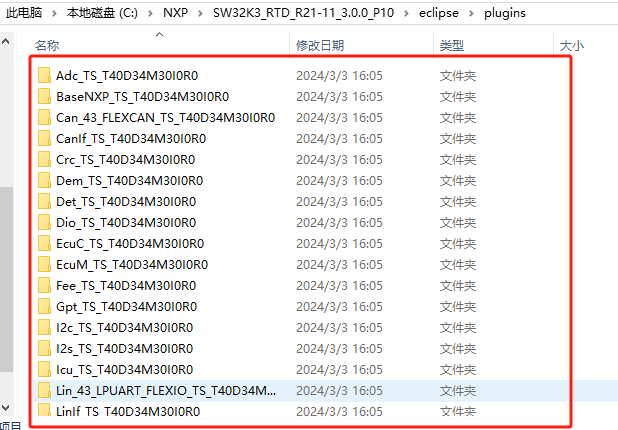 此电脑 > 本地磁盘 (C:) > NXP > SW32K3_RTD_R21-11_3.0.0_P10 > eclipse > plugins
名称 修改日期 类型 大小
Adc_TS_T40D34M30I0R0 2024/3/3 16:05 文件夹
BaseNXP_TS_T40D34M30I0R0 2024/3/3 16:05 文件夹
Can_43_FLEXCAN_TS_T40D34M30I0R0 2024/3/3 16:05 文件夹
CanIf_TS_T40D34M30I0R0 2024/3/3 16:05 文件夹
Crc_TS_T40D34M30I0R0 2024/3/3 16:05 文件夹
Dem_TS_T40D34M30I0R0 2024/3/3 16:05 文件夹
Det_TS_T40D34M30I0R0 2024/3/3 16:05 文件夹
Dio_TS_T40D34M30I0R0 2024/3/3 16:05 文件夹
EcuC_TS_T40D34M30I0R0 2024/3/3 16:05 文件夹
EcuM_TS_T40D34M30I0R0 2024/3/3 16:05 文件夹
Fee_TS_T40D34M30I0R0 2024/3/3 16:05 文件夹
Gpt_TS_T40D34M30I0R0 2024/3/3 16:05 文件夹
I2c_TS_T40D34M30I0R0 2024/3/3 16:05 文件夹
I2s_TS_T40D34M30I0R0 2024/3/3 16:05 文件夹
Icu_TS_T40D34M30I0R0 2024/3/3 16:05 文件夹
Lin_43_LPUART_FLEXIO_TS_T40D34M... 2024/3/3 16:05 文件夹
LinIf_TS_T40D34M30I0R0 2024/3/3 16:05 文件夹
项目